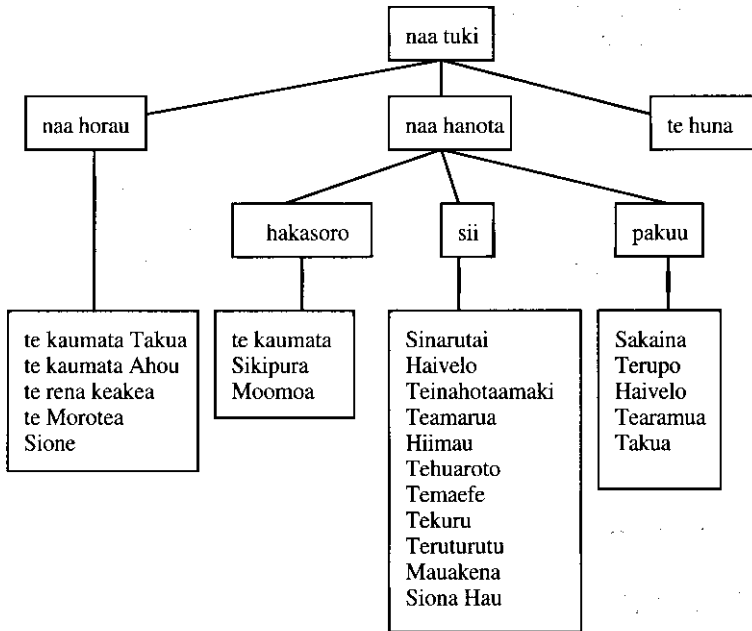 naa tuki
naa horau
naa hanota
te huna
hakasoro
sii
pakuu
te kaumata Takua
te kaumata Ahou
te rena keakea
te Morotea
Sione
te kaumata
Sikipura
Moomoa
Sinarutai
Haivelo
Teinahotaamaki
Teamarua
Hiimau
Tehuaroto
Temaefe
Tekuru
Teruturutu
Mauakena
Siona Hau
Sakaina
Terupo
Haivelo
Tearamua
Takua